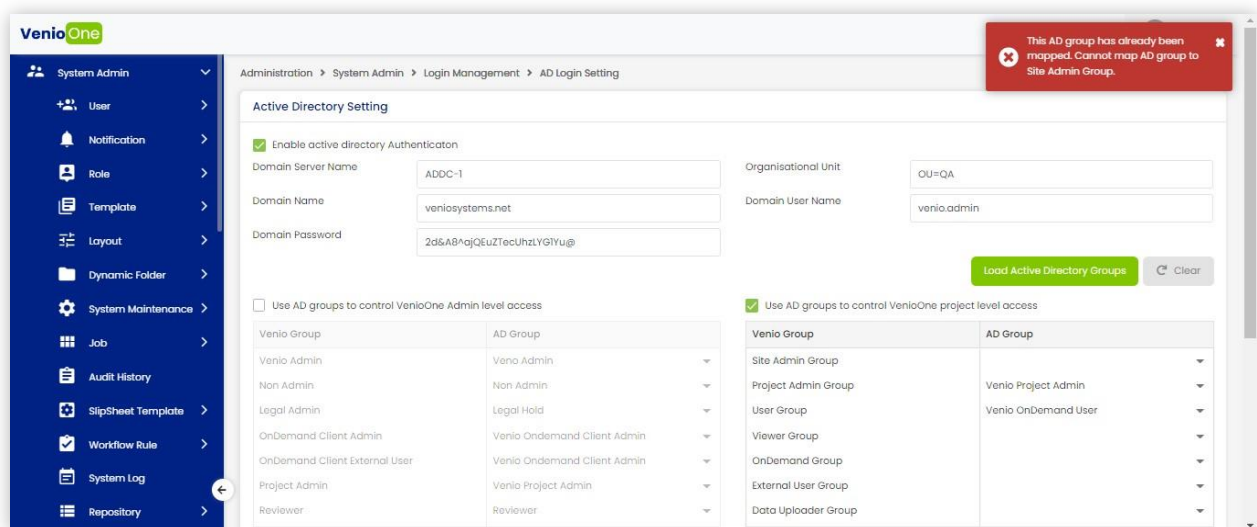 VenioOne
This AD group has already been
mapped. Cannot map AD group to
Site Admin Group.
System Admin
Administration > System Admin > Login Management > AD Login Setting
User
Notification
Role
Template
Layout
Dynamic Folder
System Maintenance
Job
Audit History
SlipSheet Template
Workflow Rule
System Log
Repository
Active Directory Setting
Enable active directory Authenticaton
Domain Server Name ADDC-1 Organisational Unit OU=QA
Domain Name veniosystems.net Domain User Name venio.admin
Domain Password 2d&A8^ajQEuZTecUhzLYG1Yu@
Load Active Directory Groups Clear
Use AD groups to control VenioOne Admin level access
Venio Group AD Group
Venio Admin Veno Admin
Non Admin Non Admin
Legal Admin Legal Hold
OnDemand Client Admin Venio Ondemand Client Admin
OnDemand Client External User Venio Ondemand Client Admin
Project Admin Venio Project Admin
Reviewer Reviewer
Use AD groups to control VenioOne project level access
Venio Group AD Group
Site Admin Group
Project Admin Group Venio Project Admin
User Group Venio OnDemand User
Viewer Group
OnDemand Group
External User Group
Data Uploader Group